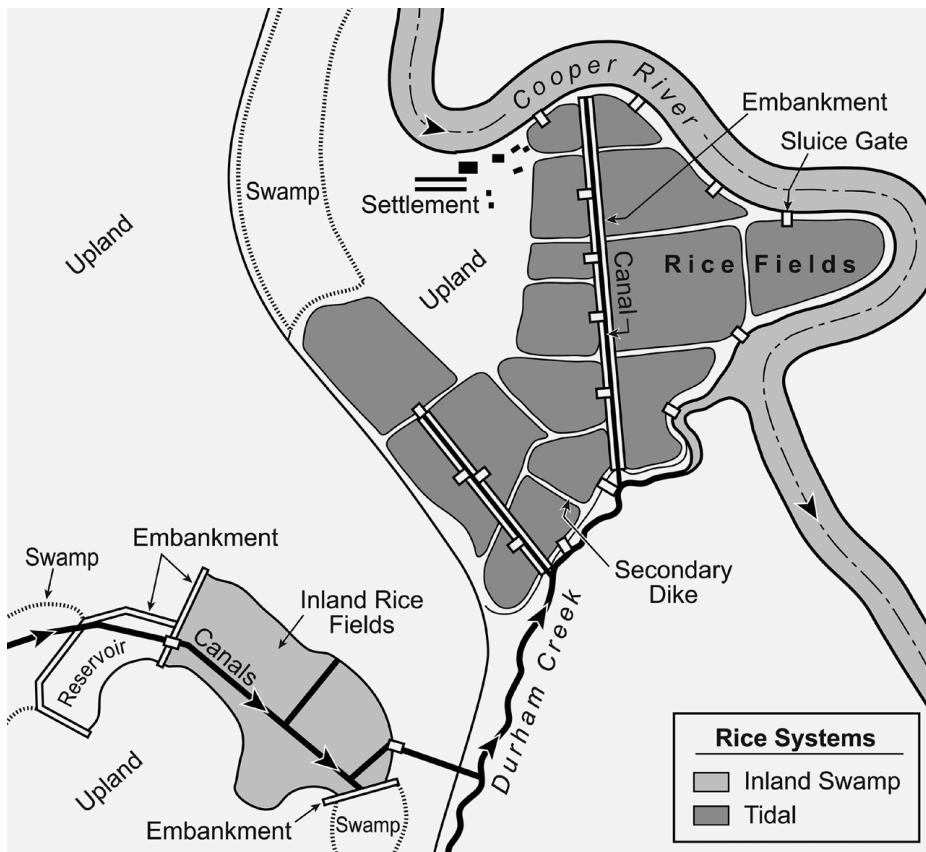 Cooper River
Embankment
Sluice Gate
Swamp
Settlement
Upland
Upland
Canal
Rice Fields
Embankment
Swamp
Inland Rice
Fields
Secondary
Dike
Canals
Reservoir
Durham Creek
Upland
Embankment
Swamp
Rice Systems
Inland Swamp
Tidal